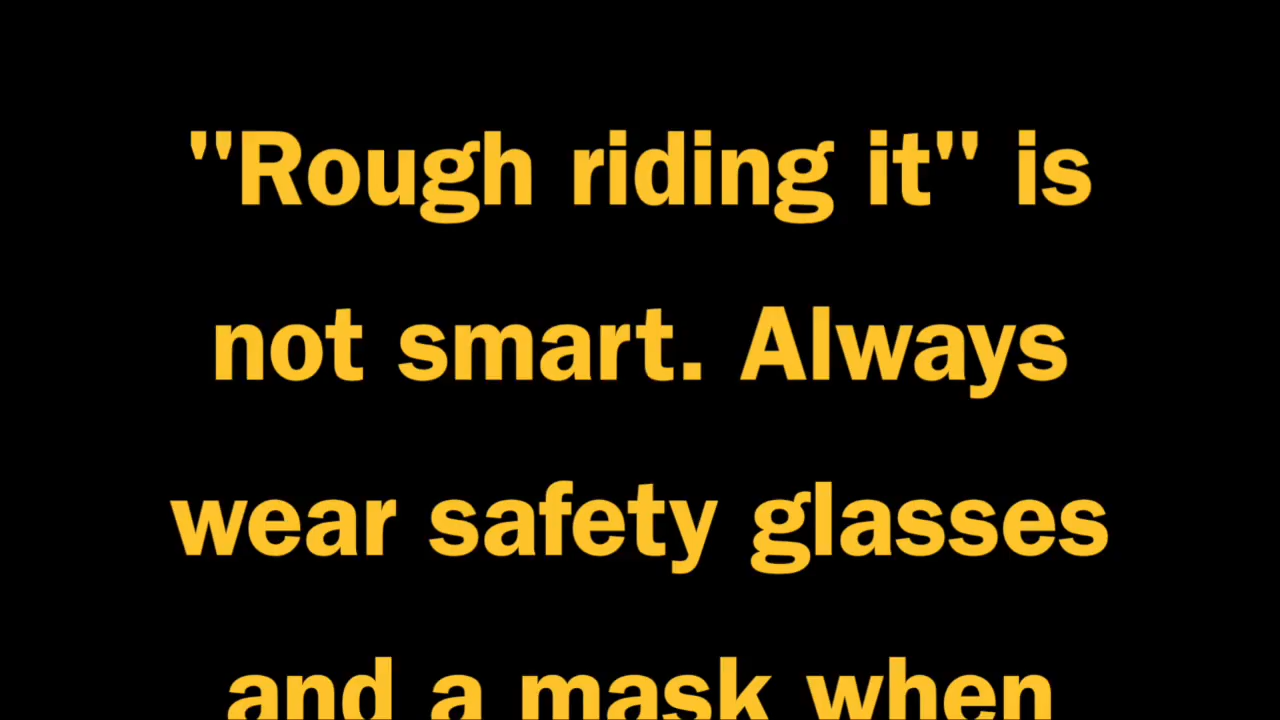 "Rough riding it" is
not smart. Always
wear safety glasses
and a mask when